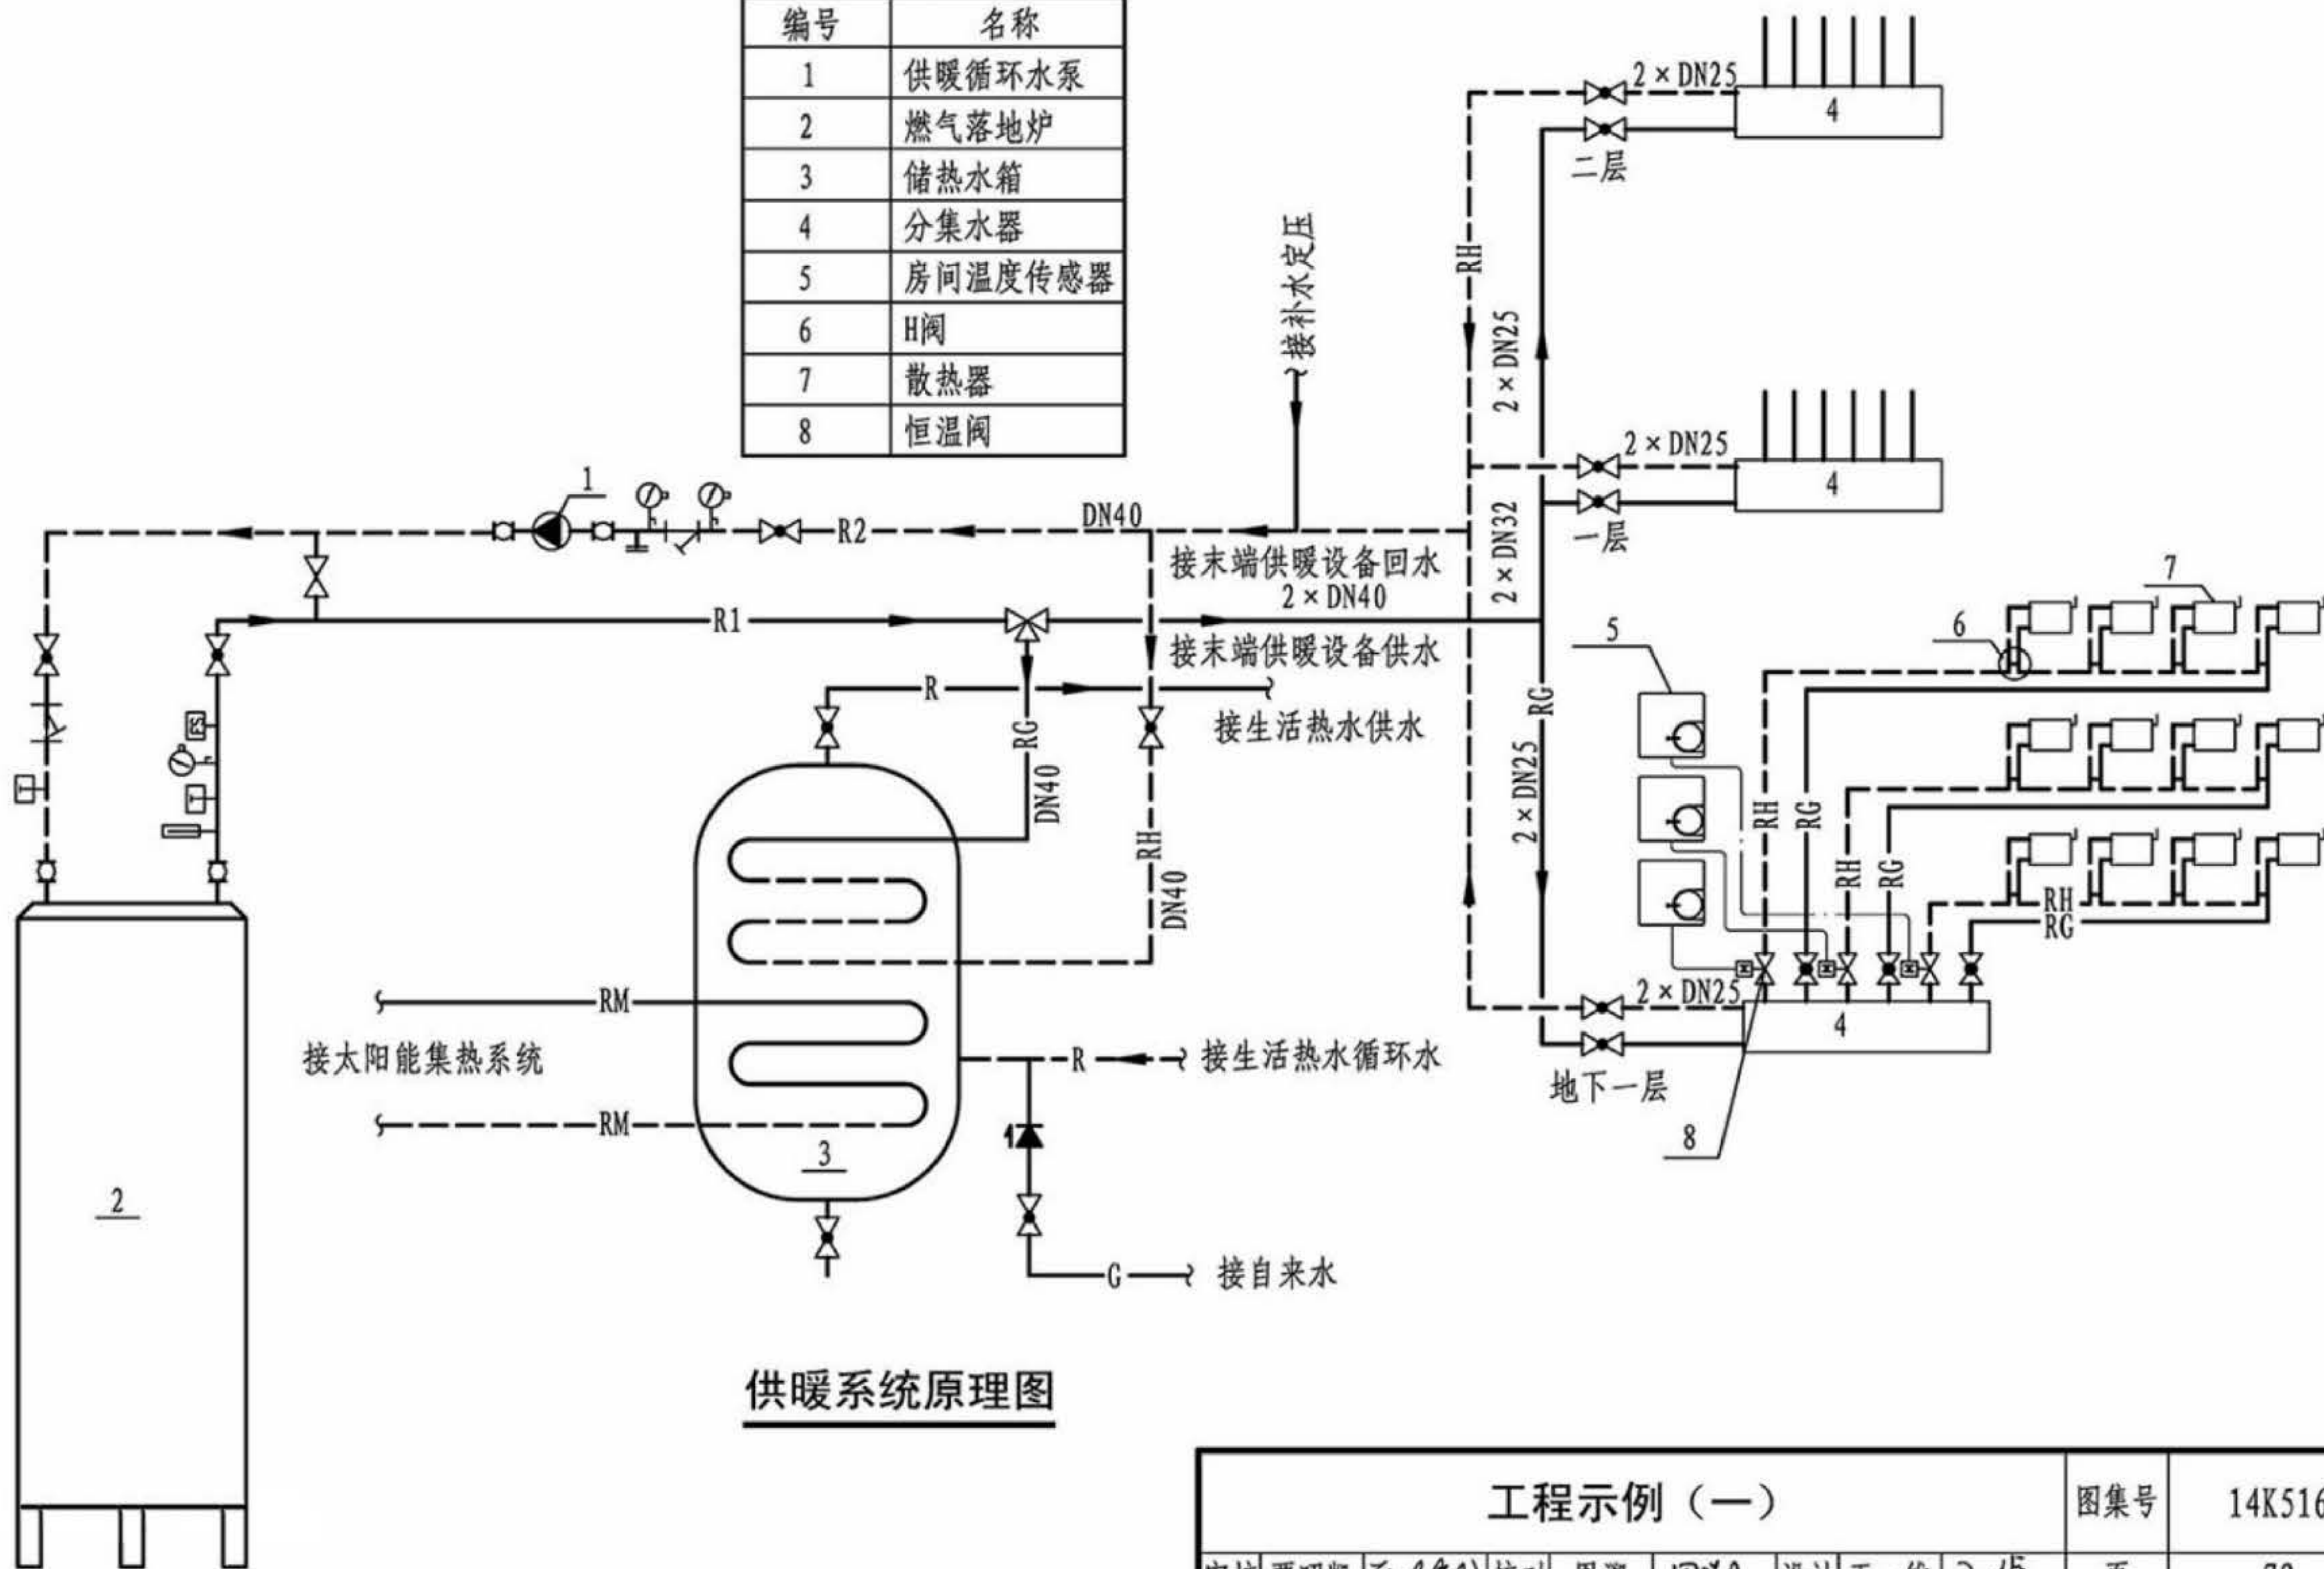 编号 名称
1 供暖循环水泵
2 燃气落地炉
3 储热水箱
4 分集水器
5 房间温度传感器
6 H阀
7 散热器
8 恒温阀
2×DN25
4
二层
接补水定压
RH
2×DN25
2×DN25
4
一层
1
R2
DN40
接末端供暖设备回水
2×DN40
2×DN32
R1
接末端供暖设备供水
7
6
5
R
接生活热水供水
RG
DN40
RG
2×DN25
FS
T
T
RH
DN40
RH
RG
RH
RG
RH
RG
RM
接太阳能集热系统
RM
R
接生活热水循环水
2×DN25
4
地下一层
8
3
2
G
接自来水
供暖系统原理图
工程示例（一） 图集号 14K516